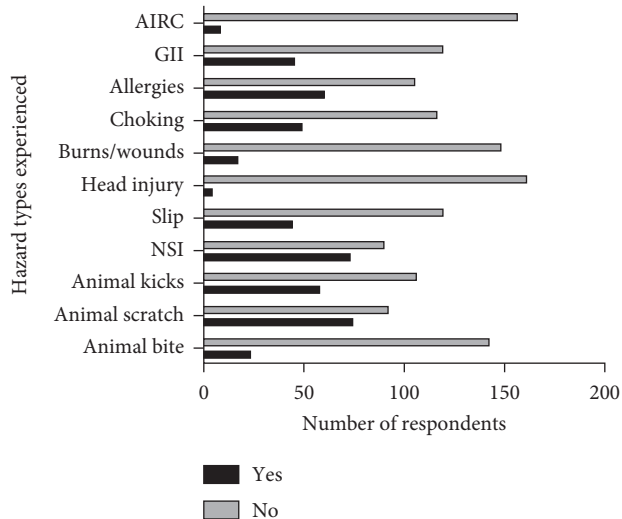 Hazard types experienced
AIRC
GII
Allergies
Choking
Burns/wounds
Head injury
Slip
NSI
Animal kicks
Animal scratch
Animal bite
0 50 100 150 200
Number of respondents
Yes
No